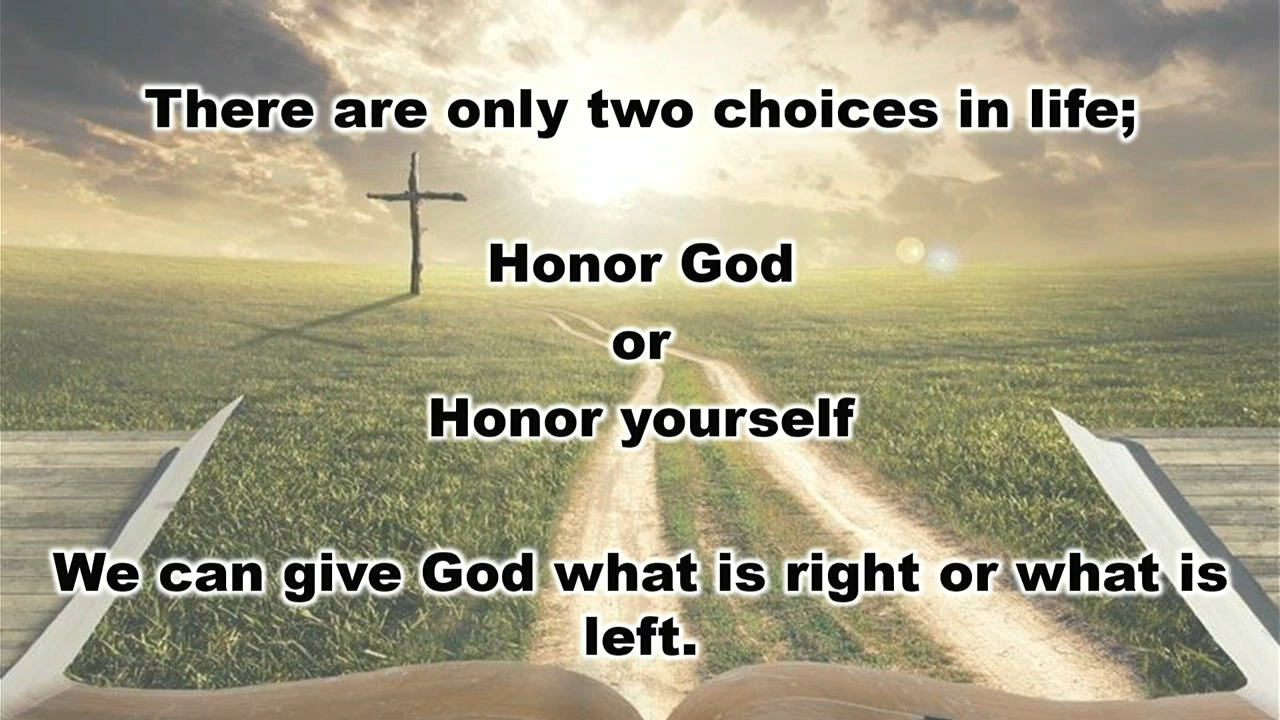 There are only two choices in life;
Honor God
or
Honor yourself
We can give God what is right or what is
left.